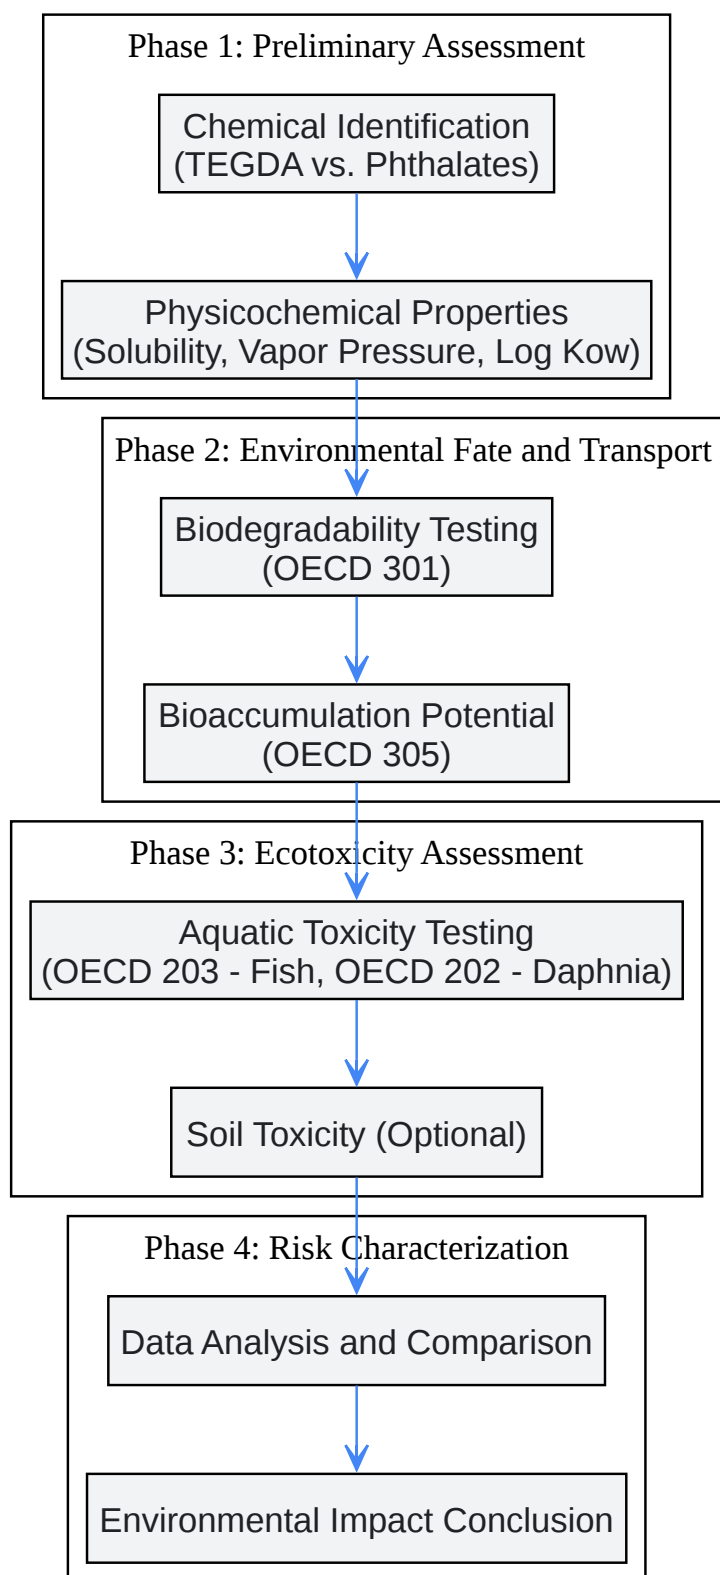 Phase 1: Preliminary Assessment
Chemical Identification
(TEGDA vs. Phthalates)
Physicochemical Properties
(Solubility, Vapor Pressure, Log Kow)
Phase 2: Environmental Fate and Transport
Biodegradability Testing
(OECD 301)
Bioaccumulation Potential
(OECD 305)
Phase 3: Ecotoxicity Assessment
Aquatic Toxicity Testing
(OECD 203 - Fish, OECD 202 - Daphnia)
Soil Toxicity (Optional)
Phase 4: Risk Characterization
Data Analysis and Comparison
Environmental Impact Conclusion